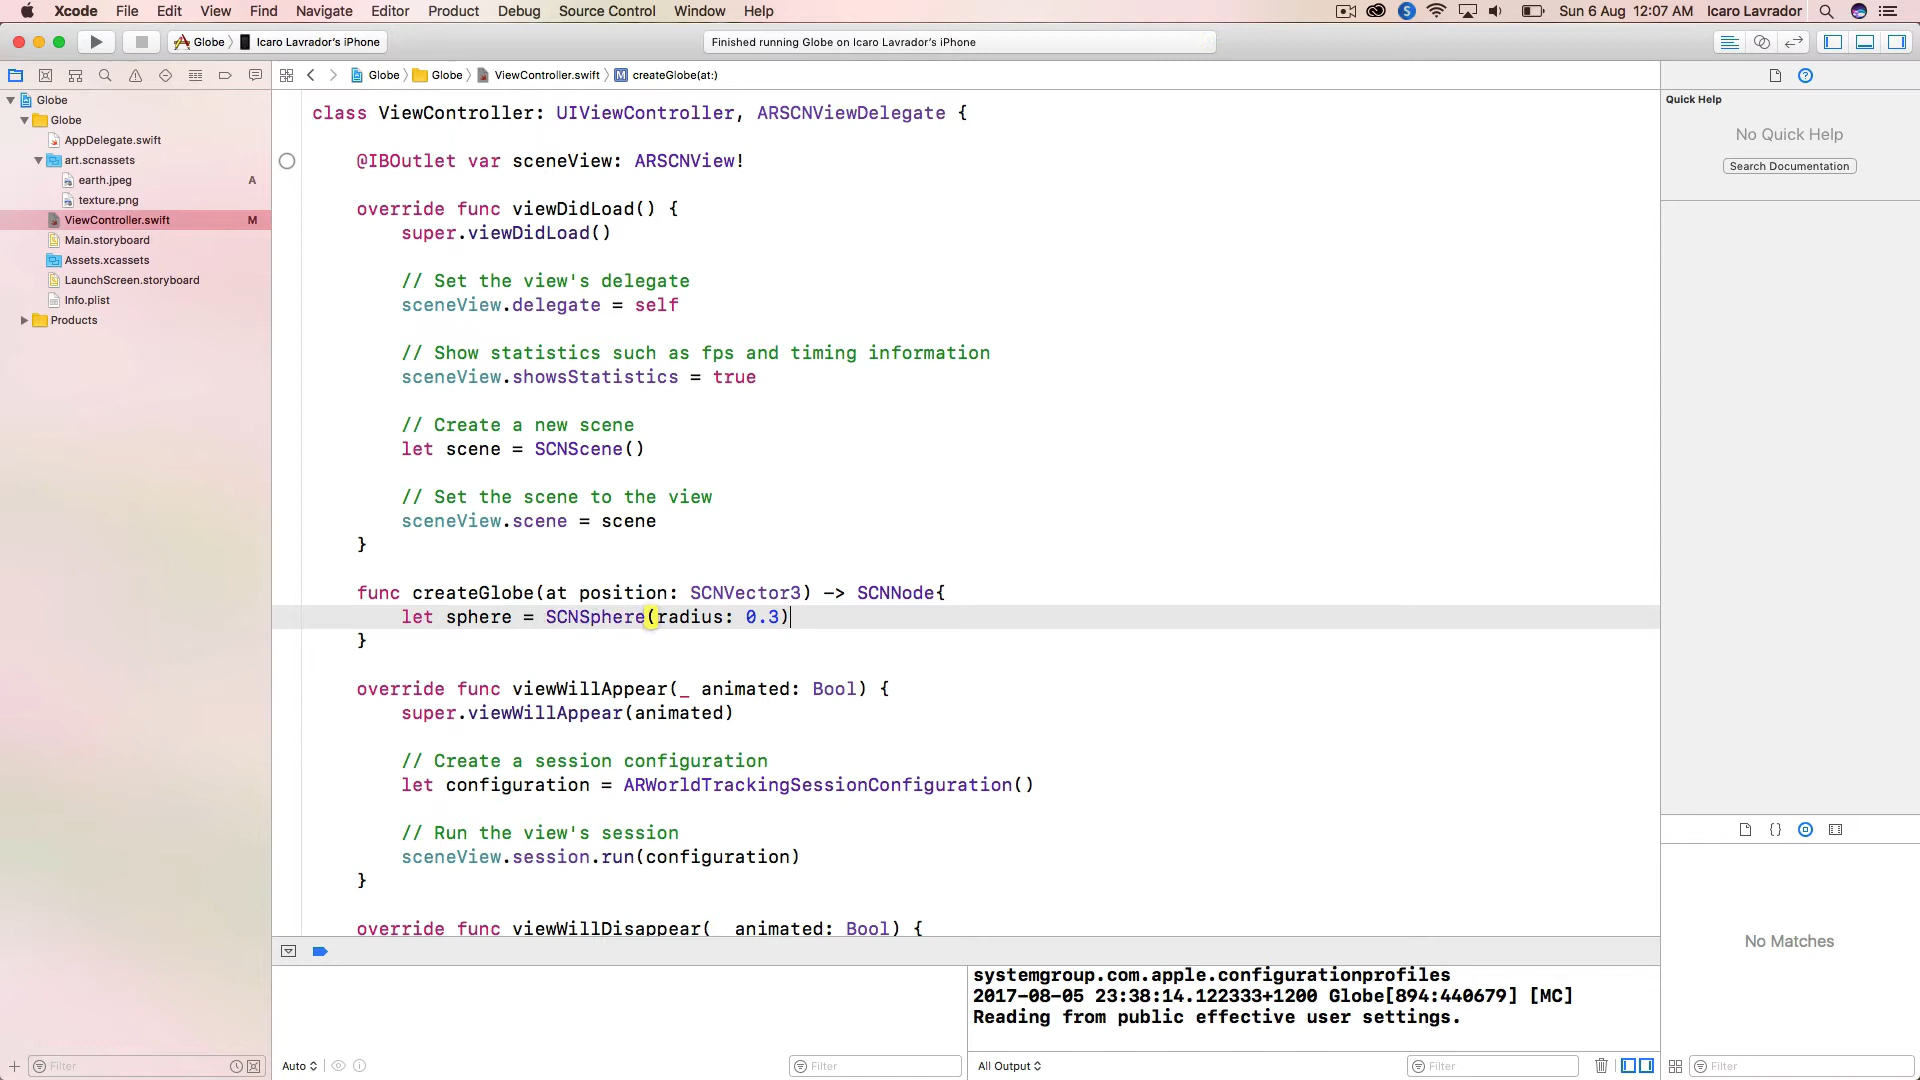 Xcode File Edit View Find Navigate Editor Product Debug Source Control Window Help
Sun 6 Aug 12:07 AM Icaro Lavrador
Globe Icaro Lavrador's iPhone
Finished running Globe on Icaro Lavrador's iPhone
Globe Globe ViewController.swift M createGlobe(at:)
Globe
Globe
AppDelegate.swift
art.scnassets
earth.jpeg A
texture.png
ViewController.swift M
Main.storyboard
Assets.xcassets
LaunchScreen.storyboard
Info.plist
Products
Filter
class ViewController: UIViewController, ARSCNViewDelegate {
@IBOutlet var sceneView: ARSCNView!
override func viewDidLoad() {
super.viewDidLoad()
// Set the view's delegate
sceneView.delegate = self
// Show statistics such as fps and timing information
sceneView.showsStatistics = true
// Create a new scene
let scene = SCNScene()
// Set the scene to the view
sceneView.scene = scene
}
func createGlobe(at position: SCNVector3) -> SCNNode{
let sphere = SCNSphere(radius: 0.3)
}
override func viewWillAppear(_ animated: Bool) {
super.viewWillAppear(animated)
// Create a session configuration
let configuration = ARWorldTrackingSessionConfiguration()
// Run the view's session
sceneView.session.run(configuration)
}
override func viewWillDisappear(_ animated: Bool) {
Auto
Filter
systemgroup.com.apple.configurationprofiles
2017-08-05 23:38:14.122333+1200 Globe[894:440679] [MC]
Reading from public effective user settings.
All Output
Filter
Quick Help
No Quick Help
Search Documentation
{ }
No Matches
Filter